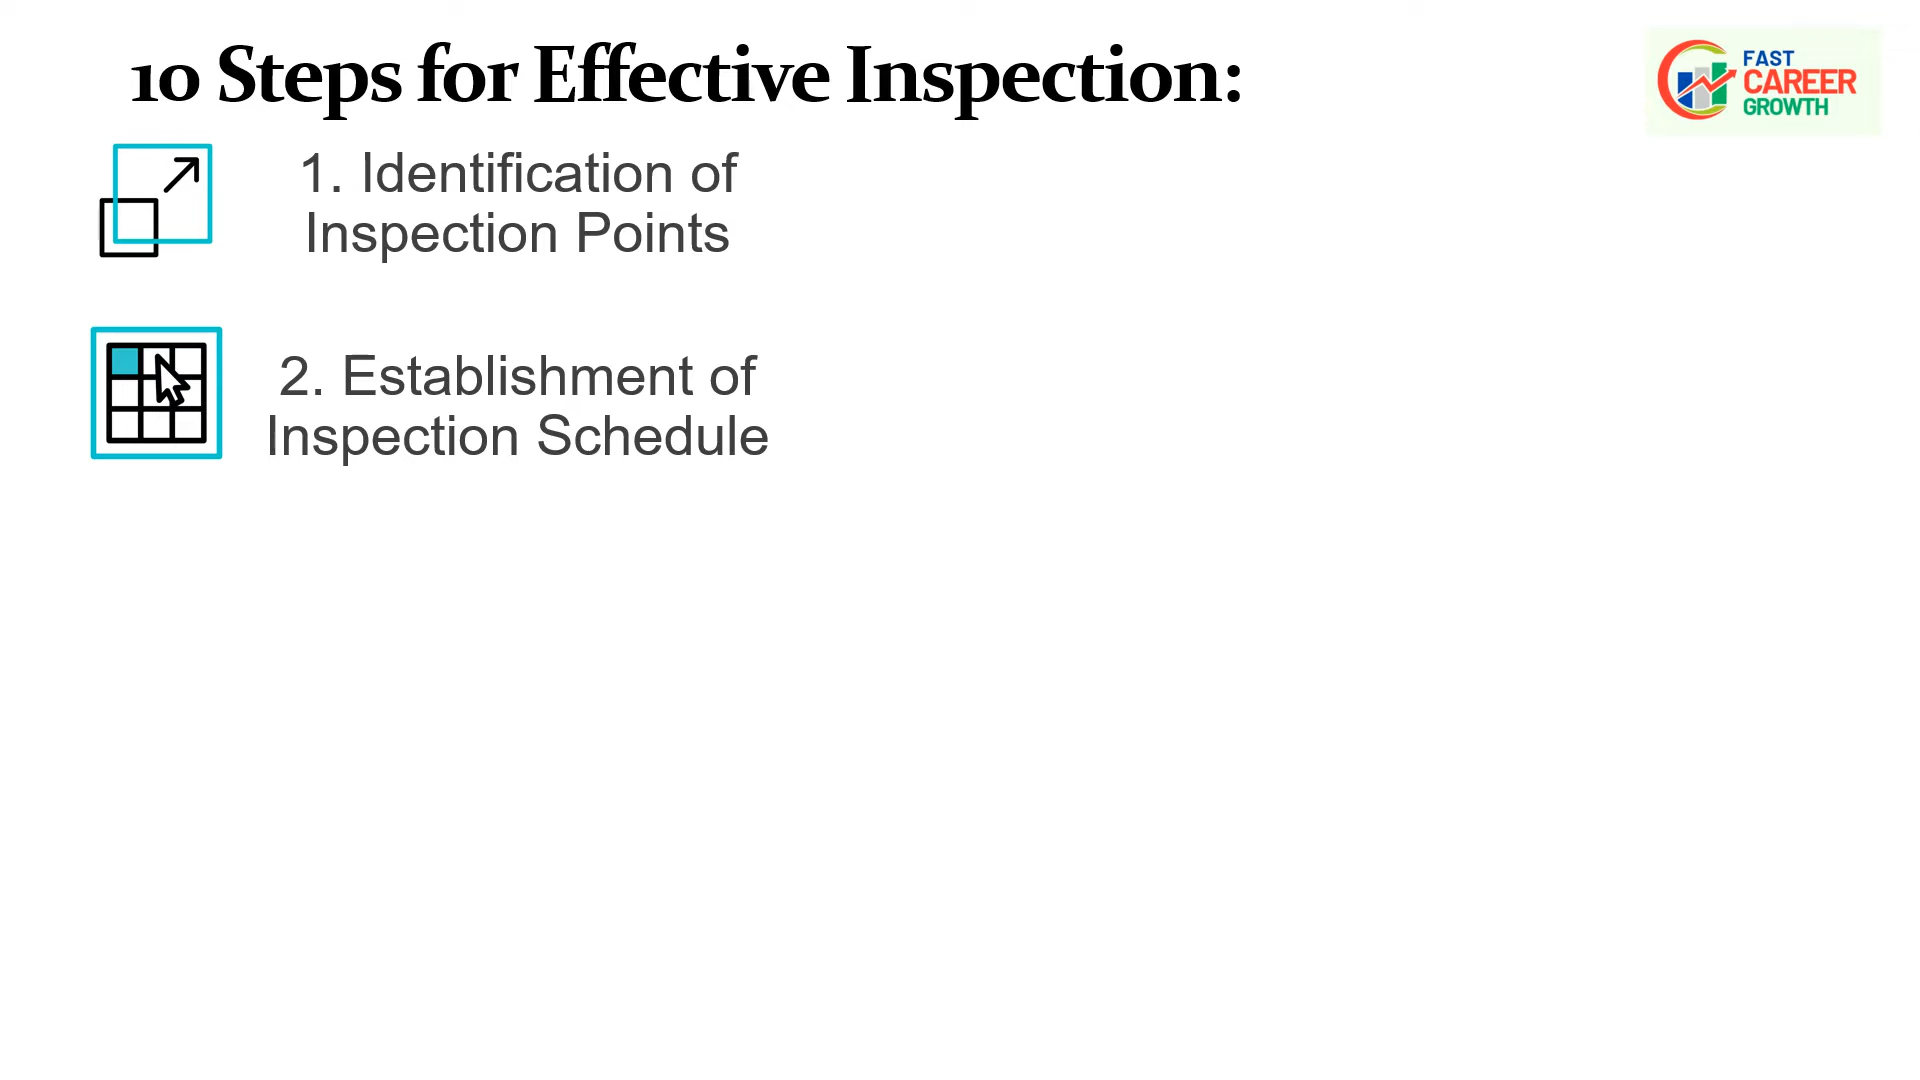 10 Steps for Effective Inspection:
FAST
CAREER
GROWTH
1. Identification of
Inspection Points
2. Establishment of
Inspection Schedule